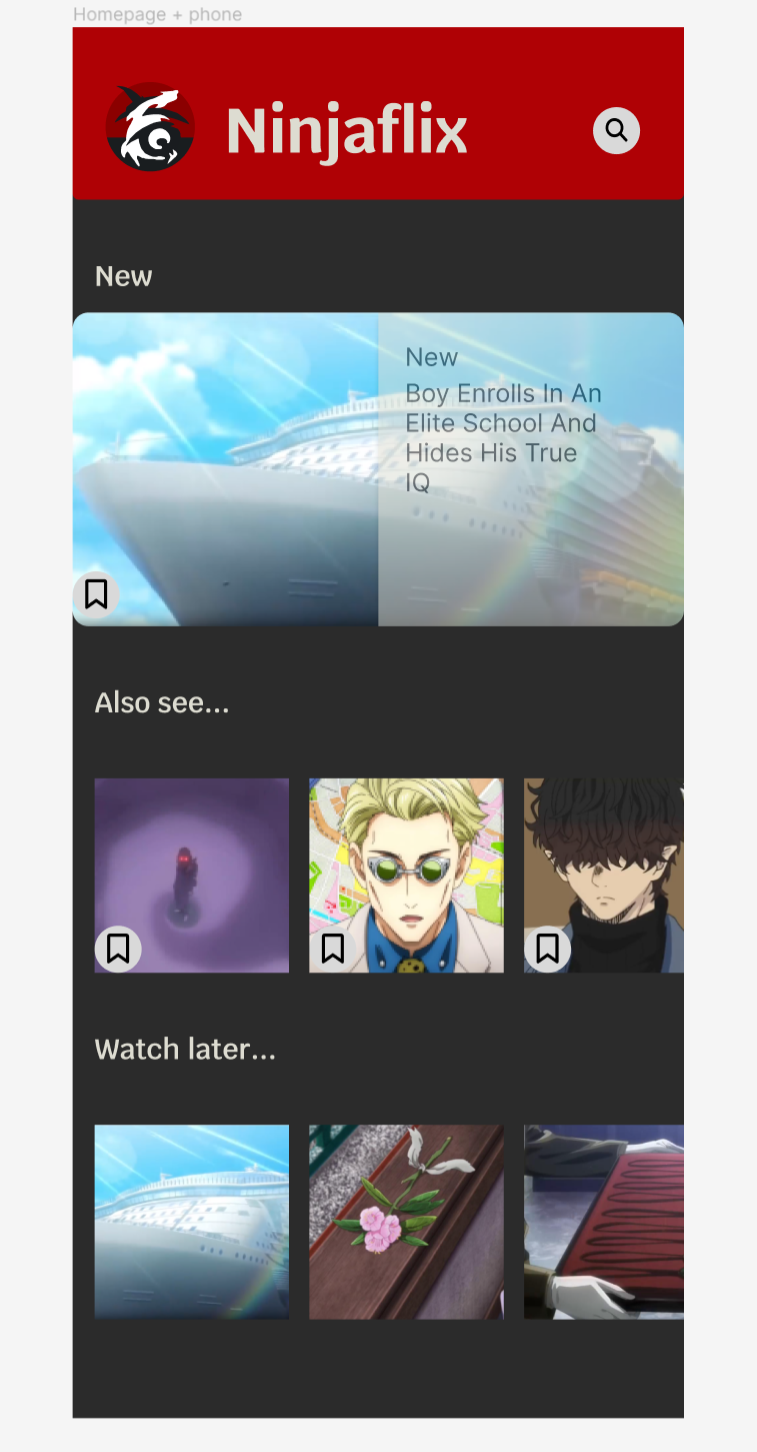 Homepage + phone
Ninjaflix
New
New
Boy Enrolls In An
Elite School And
Hides His True
IQ
Also see...
Watch later...